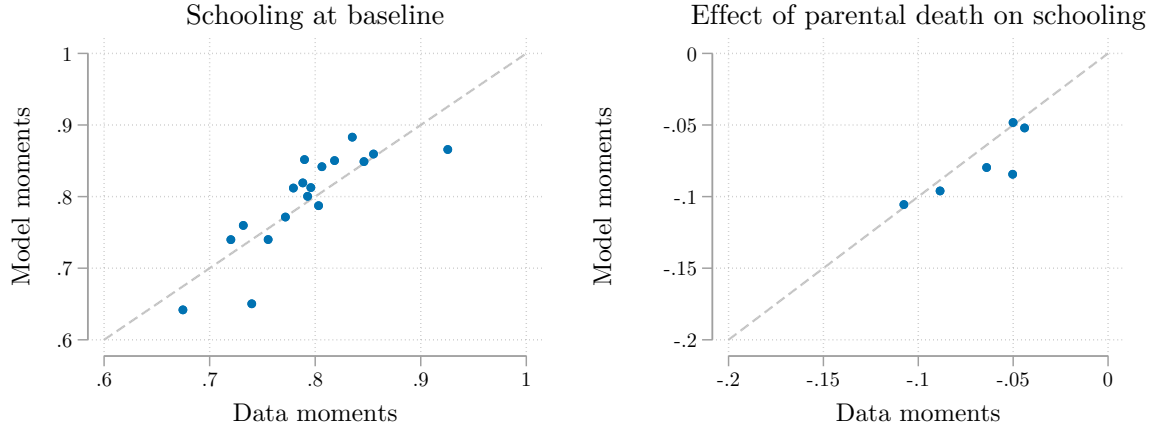 Schooling at baseline
Model moments
1
.9
.8
.7
.6
.6 .7 .8 .9 1
Data moments
Effect of parental death on schooling
Model moments
0
-.05
-.1
-.15
-.2
-.2 -.15 -.1 -.05 0
Data moments